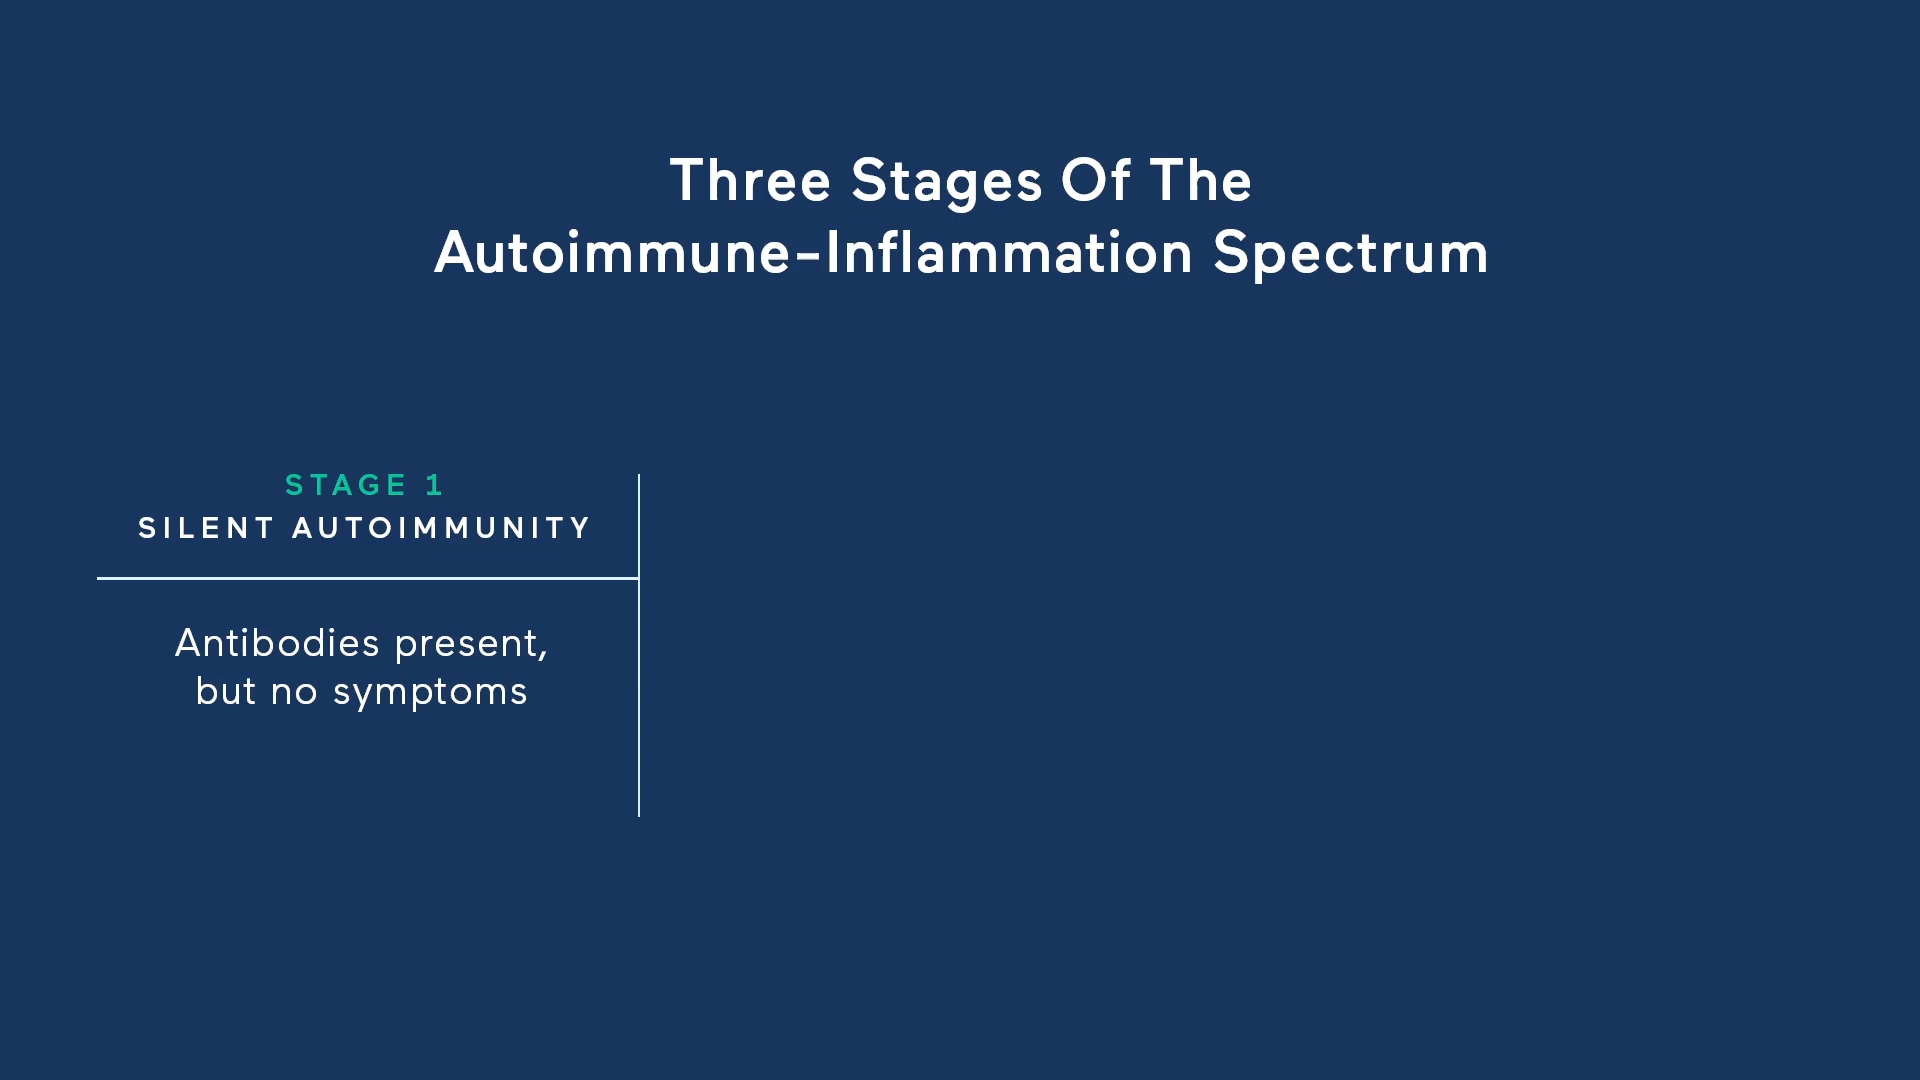 Three Stages Of The
Autoimmune-Inflammation Spectrum
STAGE 1
SILENT AUTOIMMUNITY
Antibodies present,
but no symptoms